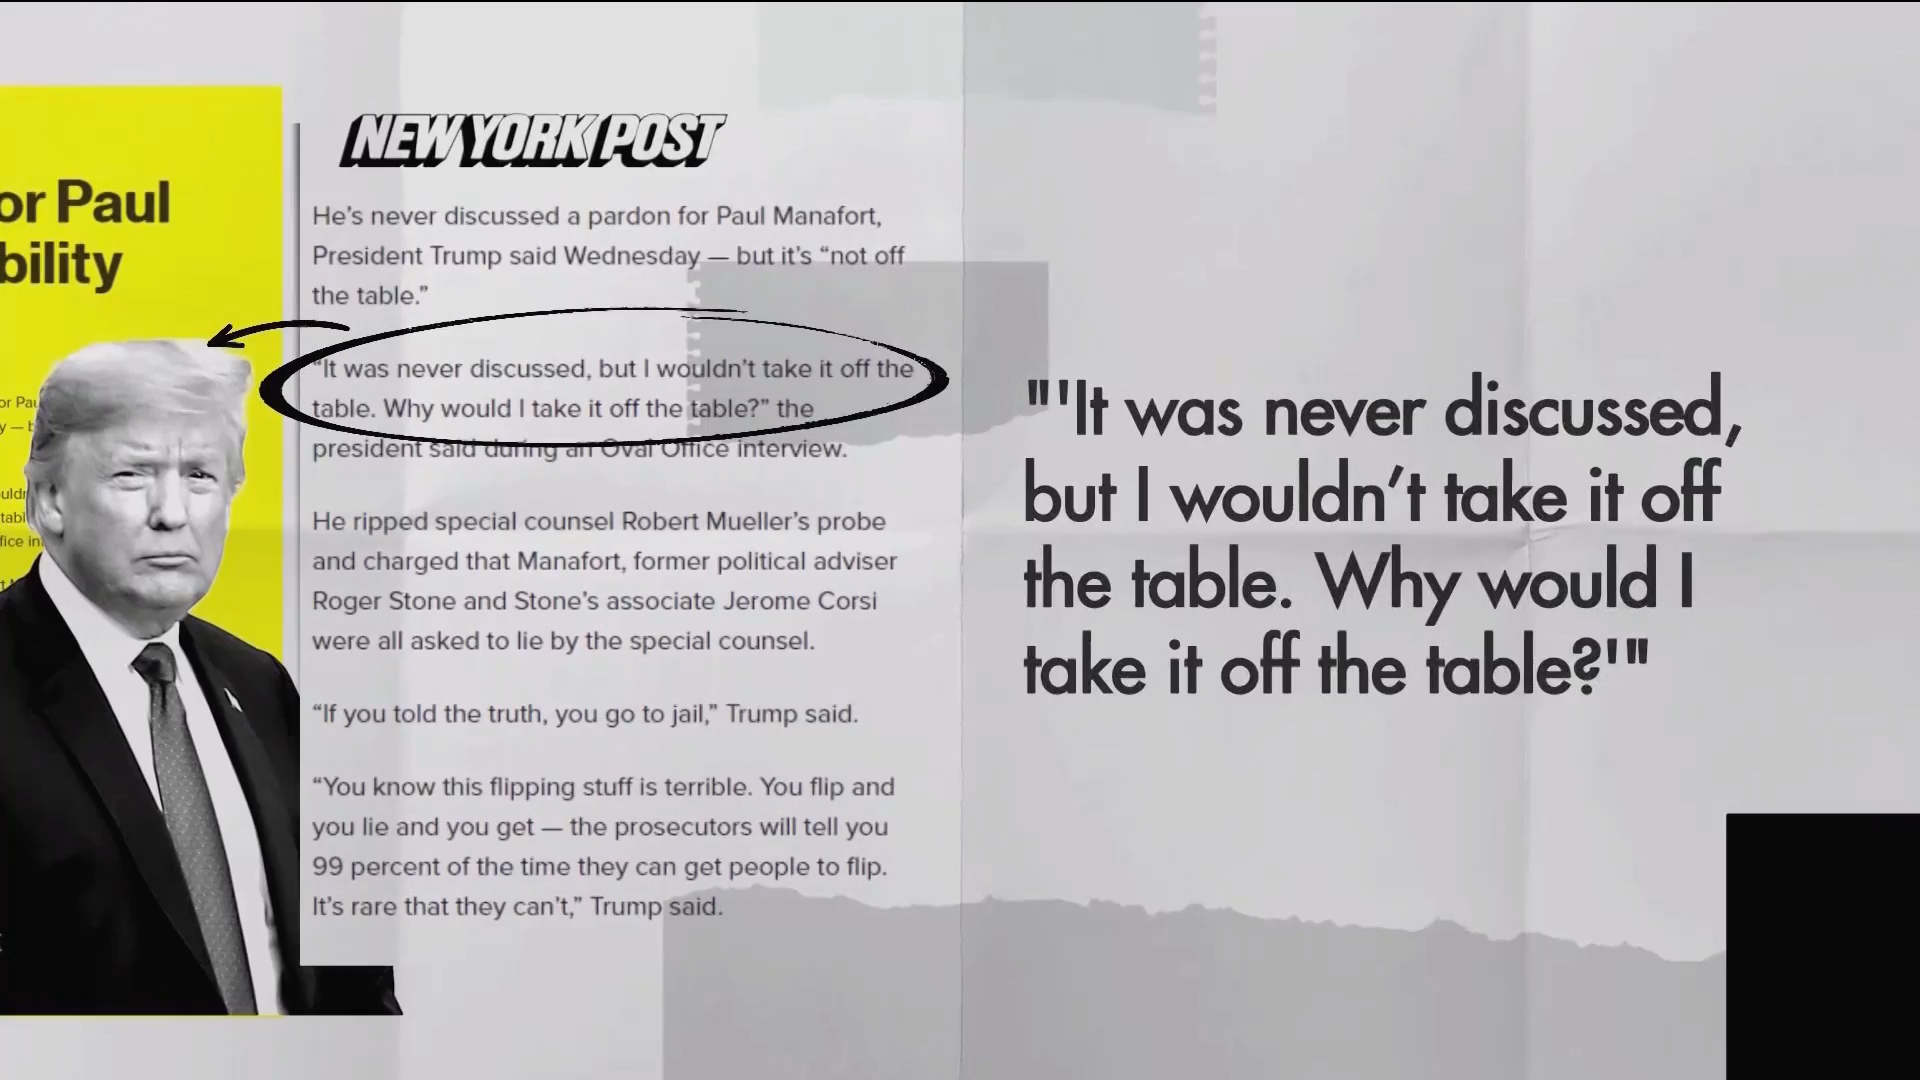 or Paul
bility
or Pau
NEW YORK POST
He's never discussed a pardon for Paul Manafort,
President Trump said Wednesday — but it's “not off
the table.”
“It was never discussed, but I wouldn't take it off the
table. Why would I take it off the table?” the
president said during an Oval Office interview.
He ripped special counsel Robert Mueller's probe
and charged that Manafort, former political adviser
Roger Stone and Stone's associate Jerome Corsi
were all asked to lie by the special counsel.
“If you told the truth, you go to jail,” Trump said.
“You know this flipping stuff is terrible. You flip and
you lie and you get — the prosecutors will tell you
99 percent of the time they can get people to flip.
It's rare that they can't,” Trump said.
"'It was never discussed,
but I wouldn’t take it off
the table. Why would I
take it off the table?'"